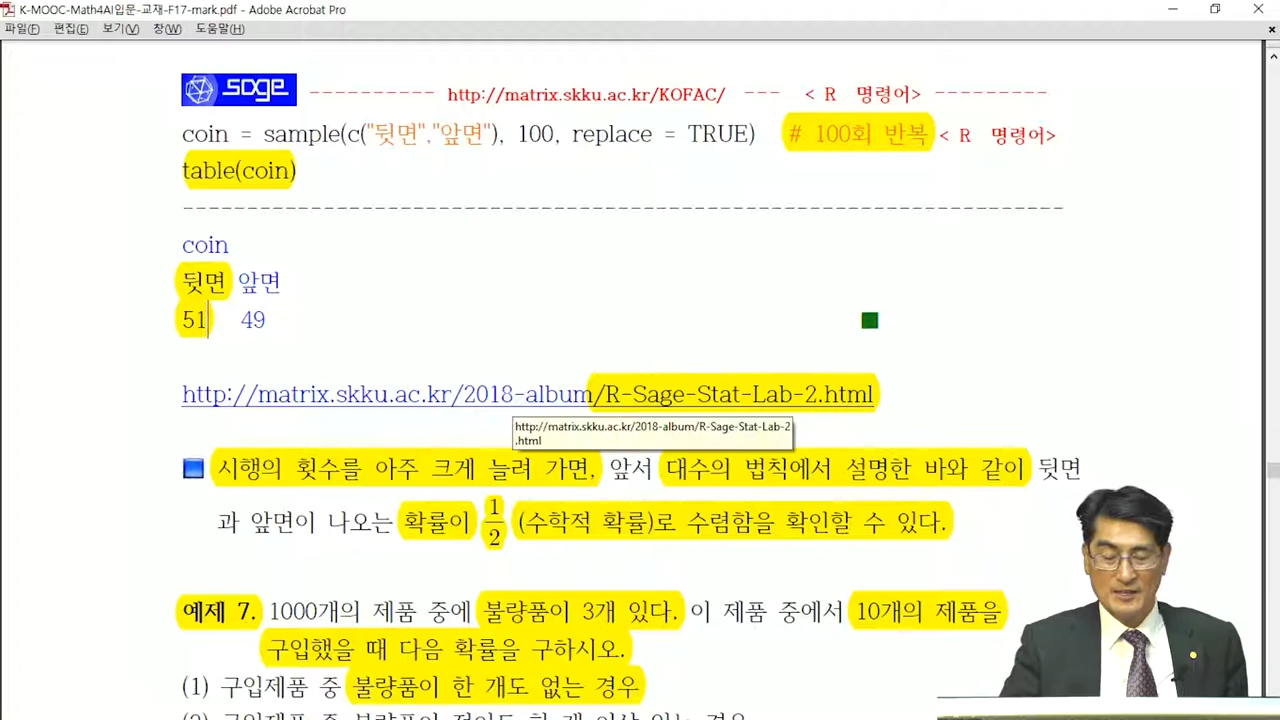 K-MOOC-Math4AI입문-교재-F17-mark.pdf - Adobe Acrobat Pro
파일(F) 편집(E) 보기(V) 창(W) 도움말(H)
sage ---------- http://matrix.skku.ac.kr/KOFAC/ --- < R 명령어> ---------
coin = sample(c("뒷면","앞면"), 100, replace = TRUE) # 100회 반복 < R 명령어>
table(coin)
coin
뒷면 앞면
51 49
http://matrix.skku.ac.kr/2018-album/R-Sage-Stat-Lab-2.html
http://matrix.skku.ac.kr/2018-album/R-Sage-Stat-Lab-2
.html
시행의 횟수를 아주 크게 늘려 가면, 앞서 대수의 법칙에서 설명한 바와 같이 뒷면
과 앞면이 나오는 확률이 1/2 (수학적 확률)로 수렴함을 확인할 수 있다.
예제 7. 1000개의 제품 중에 불량품이 3개 있다. 이 제품 중에서 10개의 제품을
구입했을 때 다음 확률을 구하시오.
(1) 구입제품 중 불량품이 한 개도 없는 경우